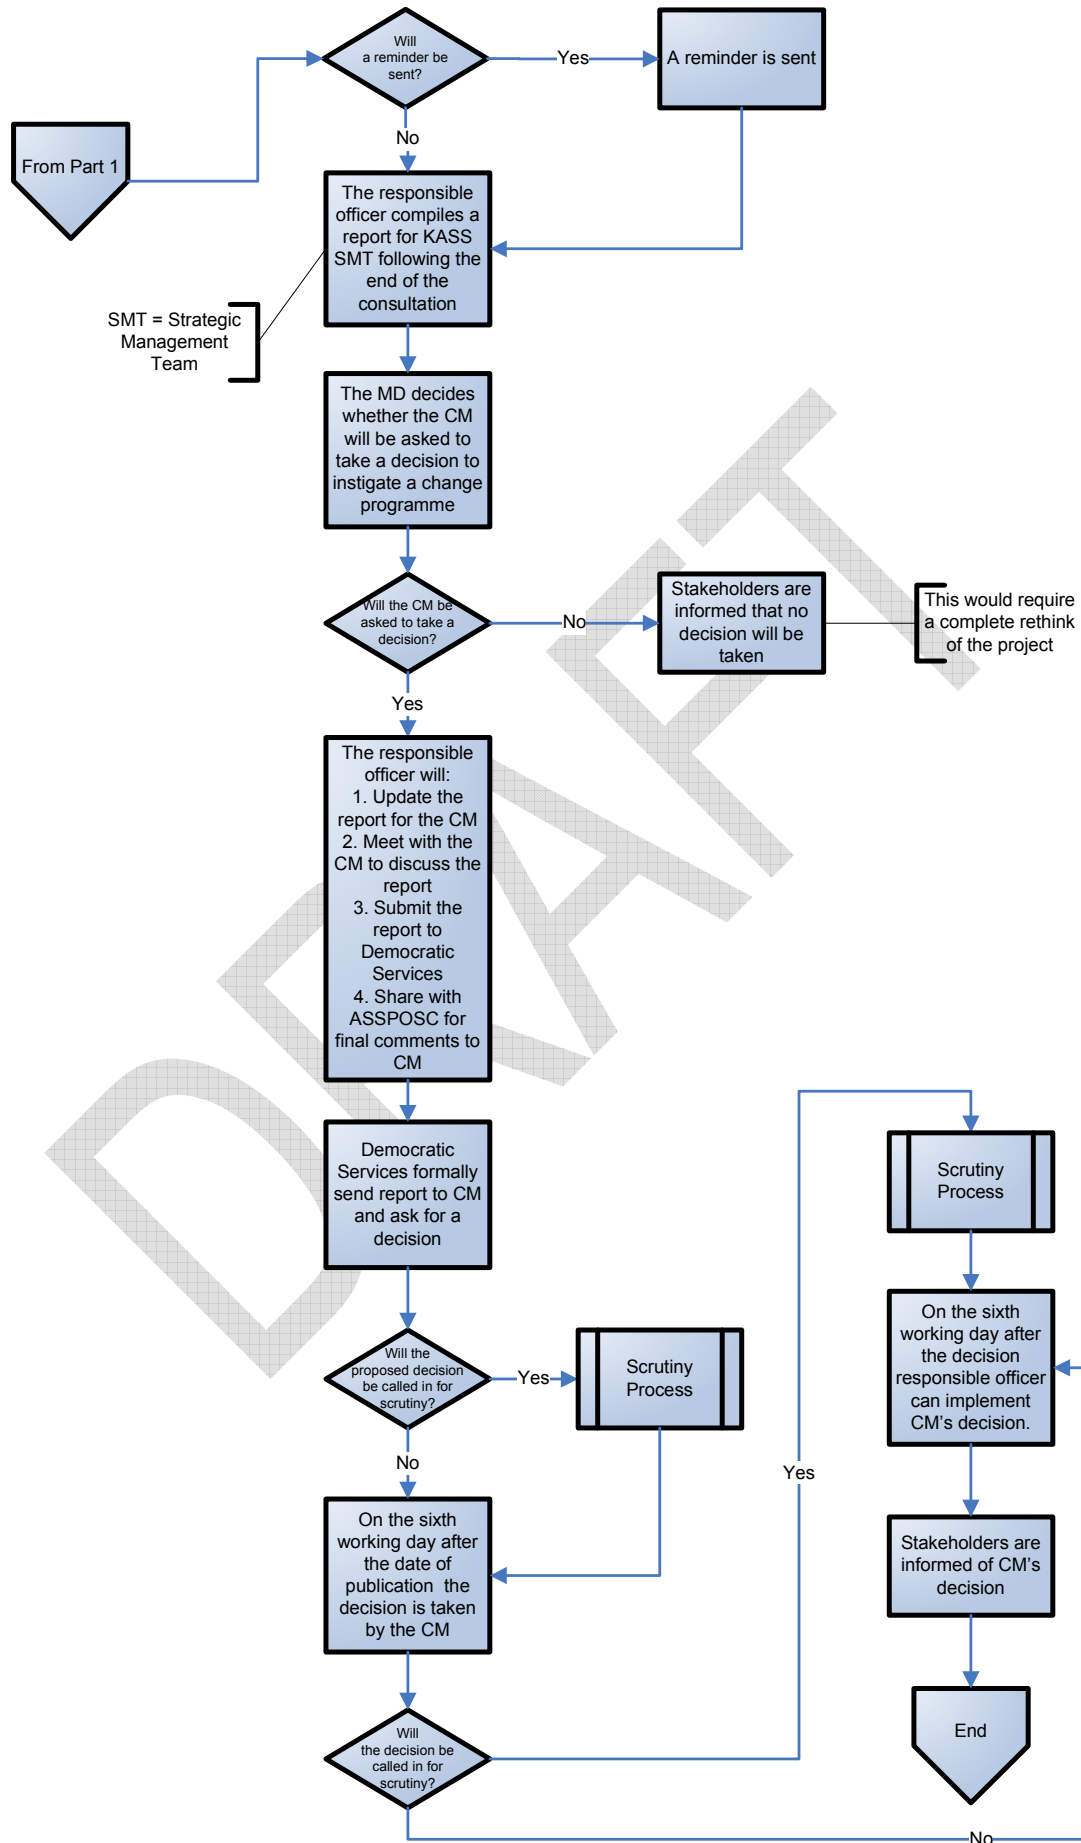 Will
a reminder be
sent?
Yes
A reminder is sent
No
From Part 1
The responsible
officer compiles a
report for KASS
SMT following the
end of the
consultation
SMT = Strategic
Management
Team
The MD decides
whether the CM
will be asked to
take a decision to
instigate a change
programme
Will the CM be
asked to take a
decision?
No
Stakeholders are
informed that no
decision will be
taken
This would require
a complete rethink
of the project
Yes
The responsible
officer will:
1. Update the
report for the CM
2. Meet with the
CM to discuss the
report
3. Submit the
report to
Democratic
Services
4. Share with
ASSPOSC for
final comments to
CM
Democratic
Services formally
send report to CM
and ask for a
decision
Will the
proposed decision
be called in for
scrutiny?
Yes
Scrutiny
Process
No
On the sixth
working day after
the date of
publication the
decision is taken
by the CM
Will
the decision be
called in for
scrutiny?
Yes
No
Scrutiny
Process
On the sixth
working day after
the decision
responsible officer
can implement
CM's decision.
Stakeholders are
informed of CM's
decision
End
DRAFT